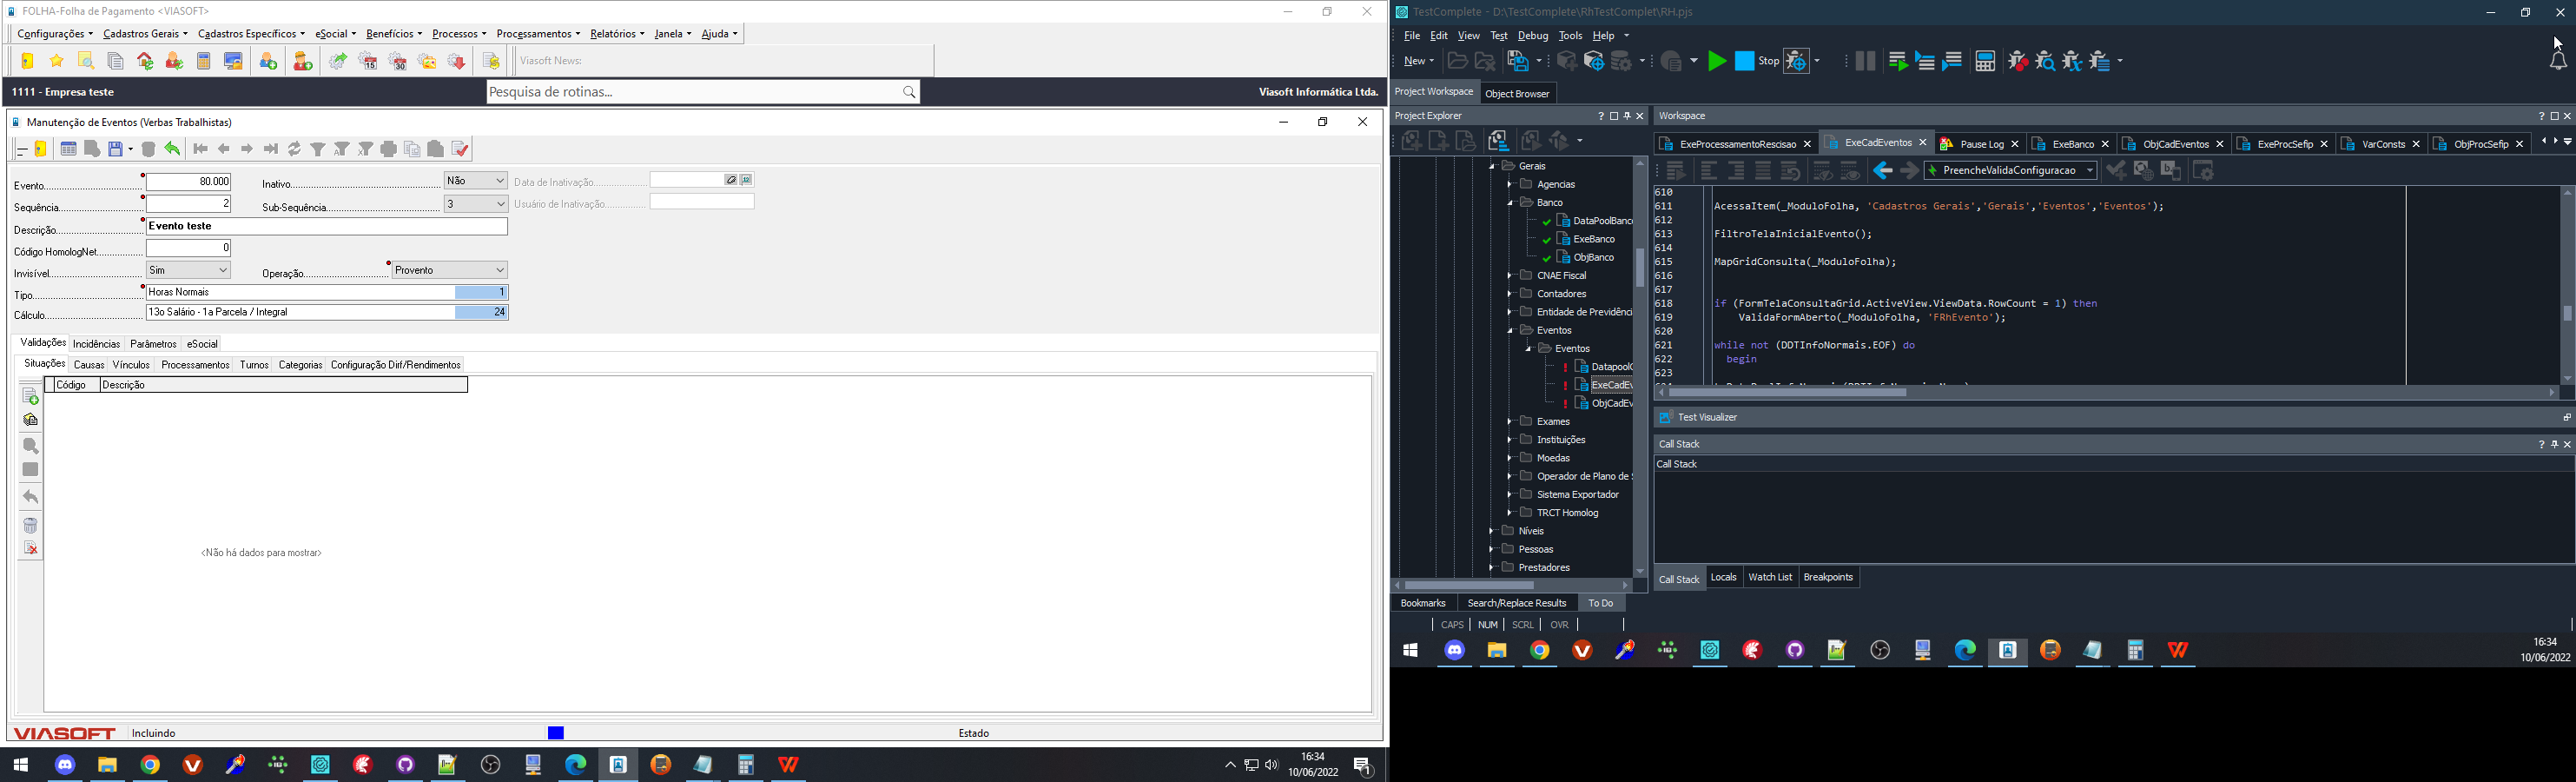 FOLHA-Folha de Pagamento <VIASOFT>
Configurações Cadastros Gerais Cadastros Específicos eSocial Benefícios Processos Processamentos Relatórios Janela Ajuda
Viasoft News:
1111 - Empresa teste
Pesquisa de rotinas...
Viasoft Informática Ltda.
Manutenção de Eventos (Verbas Trabalhistas)
Evento 80.000 Inativo Não Data de Inativação
Sequência 2 Sub-Sequência 3 Usuário de Inativação
Descrição Evento teste
Código HomologNet 0
Invisível Sim Operação Provento
Tipo Horas Normais 1
Cálculo 13o Salário - 1a Parcela / Integral 24
Validações Incidências Parâmetros eSocial
Situações Causas Vínculos Processamentos Turnos Categorias Configuração Dirf/Rendimentos
Código Descrição
<Não há dados para mostrar>
VIASOFT Incluindo Estado
16:34
10/06/2022
TestComplete - D:\TestComplete\RhTestComplet\RH.pjs
File Edit View Test Debug Tools Help
New Stop
Project Workspace Object Browser
Project Explorer
Gerais
Agencias
Banco
DataPoolBanc
ExeBanco
ObjBanco
CNAE Fiscal
Contadores
Entidade de Previdênci
Eventos
Eventos
Datapool
ExeCadEv
ObjCadEv
Exames
Instituições
Moedas
Operador de Plano de
Sistema Exportador
TRCT Homolog
Níveis
Pessoas
Prestadores
Bookmarks Search/Replace Results To Do
CAPS NUM SCRL OVR
Workspace
ExeProcessamentoRescisao ExeCadEventos Pause Log ExeBanco ObjCadEventos ExeProcSefip VarConsts ObjProcSefip
PreencheValidaConfiguracao
610
611 AcessaItem(_ModuloFolha, 'Cadastros Gerais','Gerais','Eventos','Eventos');
612
613 FiltroTelaInicialEvento();
614
615 MapGridConsulta(_ModuloFolha);
616
617
618 if (FormTelaConsultaGrid.ActiveView.ViewData.RowCount = 1) then
619 ValidaFormAberto(_ModuloFolha, 'FRhEvento');
620
621 while not (DDTInfoNormais.EOF) do
622 begin
623
Test Visualizer
Call Stack
Call Stack
Call Stack Locals Watch List Breakpoints
16:34
10/06/2022